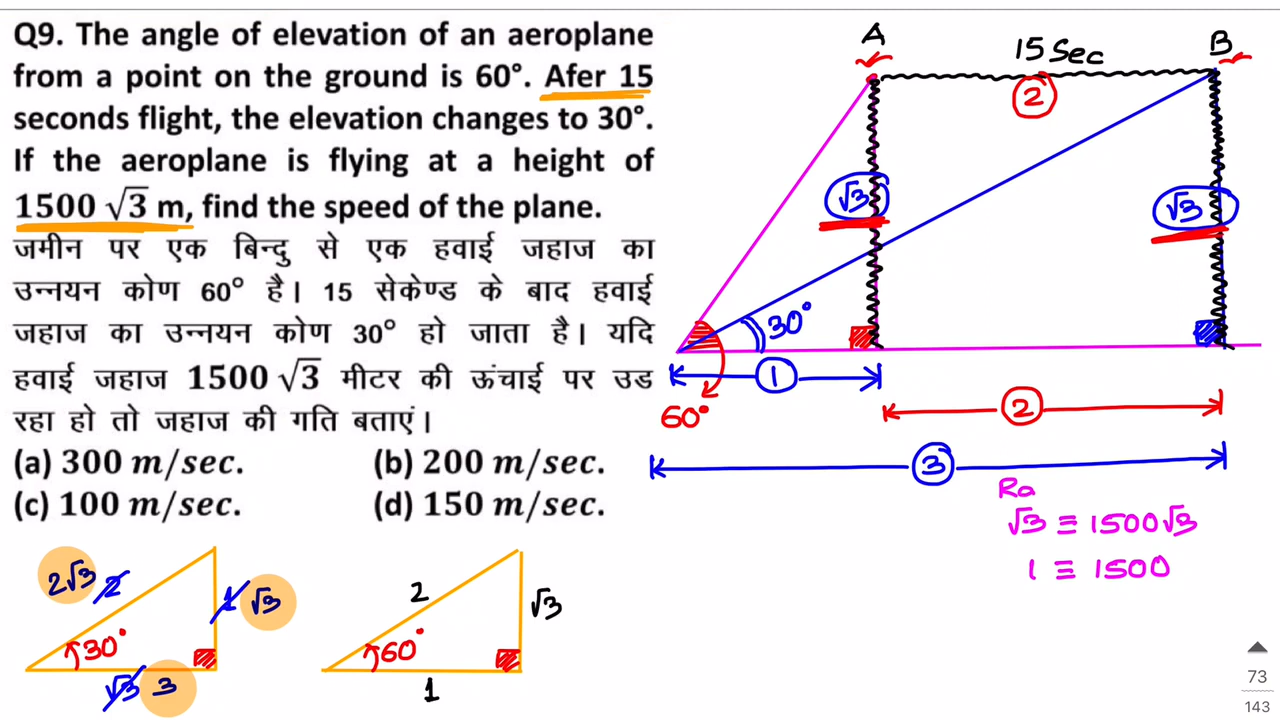 Q9. The angle of elevation of an aeroplane
from a point on the ground is 60°. Afer 15
seconds flight, the elevation changes to 30°.
If the aeroplane is flying at a height of
1500 √3 m, find the speed of the plane.
जमीन पर एक बिन्दु से एक हवाई जहाज का
उन्नयन कोण 60° है। 15 सेकेण्ड के बाद हवाई
जहाज का उन्नयन कोण 30° हो जाता है। यदि
हवाई जहाज 1500 √3 मीटर की ऊंचाई पर उड
रहा हो तो जहाज की गति बताएं।
(a) 300 m/sec. (b) 200 m/sec.
(c) 100 m/sec. (d) 150 m/sec.
2√3 2
1 √3
30°
√3 3
2
√3
60°
1
A
15 Sec
B
2
√3
√3
30°
1
60°
2
3
Ra
√3 ≡ 1500√3
1 ≡ 1500
73
143